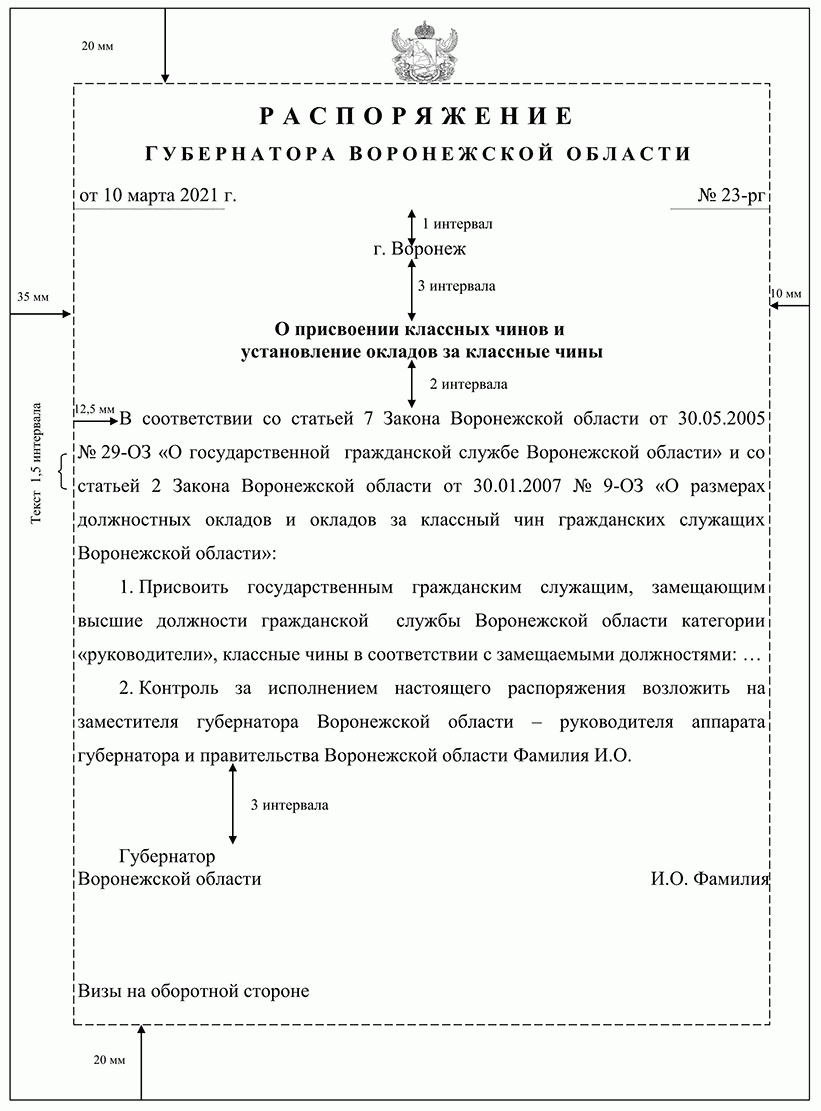 20 мм
РАСПОРЯЖЕНИЕ
ГУБЕРНАТОРА ВОРОНЕЖСКОЙ ОБЛАСТИ
от 10 марта 2021 г. № 23-рг
1 интервал
г. Воронеж
3 интервала
35 мм
10 мм
О присвоении классных чинов и
установление окладов за классные чины
2 интервала
12,5 мм
Текст 1,5 интервала
В соответствии со статьей 7 Закона Воронежской области от 30.05.2005
№ 29-ОЗ «О государственной гражданской службе Воронежской области» и со
статьей 2 Закона Воронежской области от 30.01.2007 № 9-ОЗ «О размерах
должностных окладов и окладов за классный чин гражданских служащих
Воронежской области»:
1. Присвоить государственным гражданским служащим, замещающим
высшие должности гражданской службы Воронежской области категории
«руководители», классные чины в соответствии с замещаемыми должностями: …
2. Контроль за исполнением настоящего распоряжения возложить на
заместителя губернатора Воронежской области – руководителя аппарата
губернатора и правительства Воронежской области Фамилия И.О.
3 интервала
Губернатор
Воронежской области И.О. Фамилия
Визы на оборотной стороне
20 мм